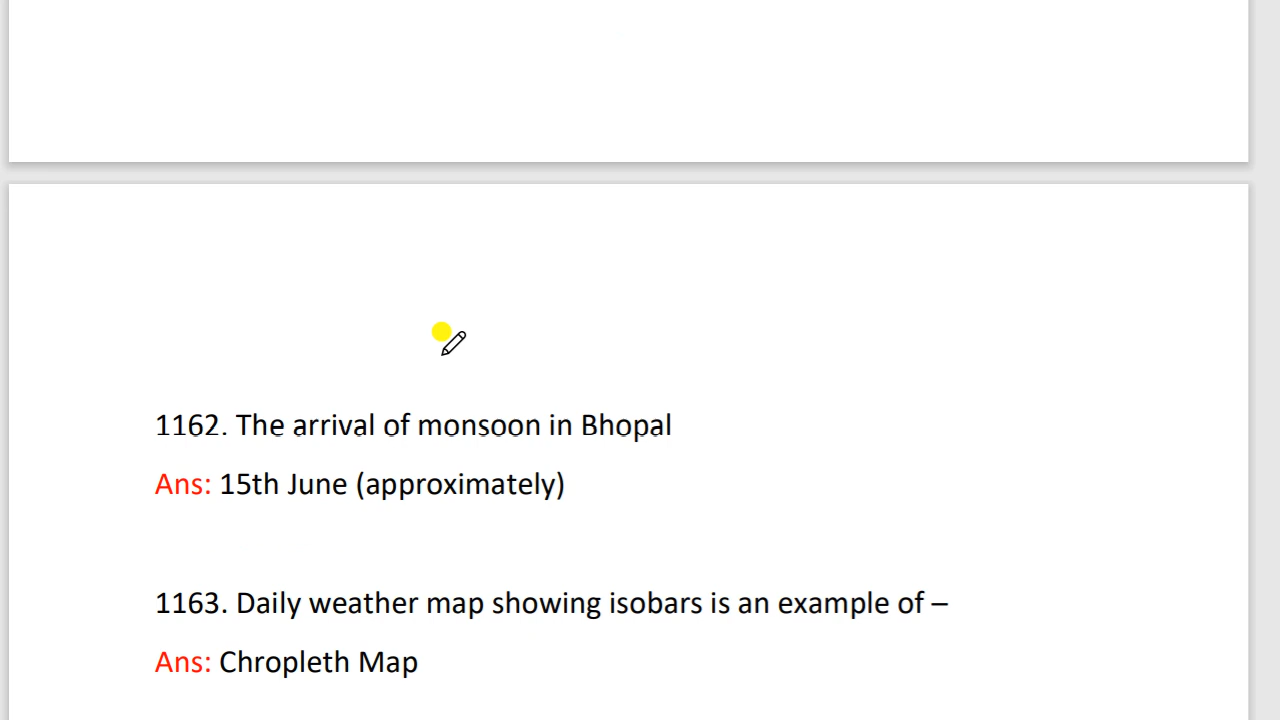 1162. The arrival of monsoon in Bhopal
Ans: 15th June (approximately)
1163. Daily weather map showing isobars is an example of –
Ans: Chropleth Map